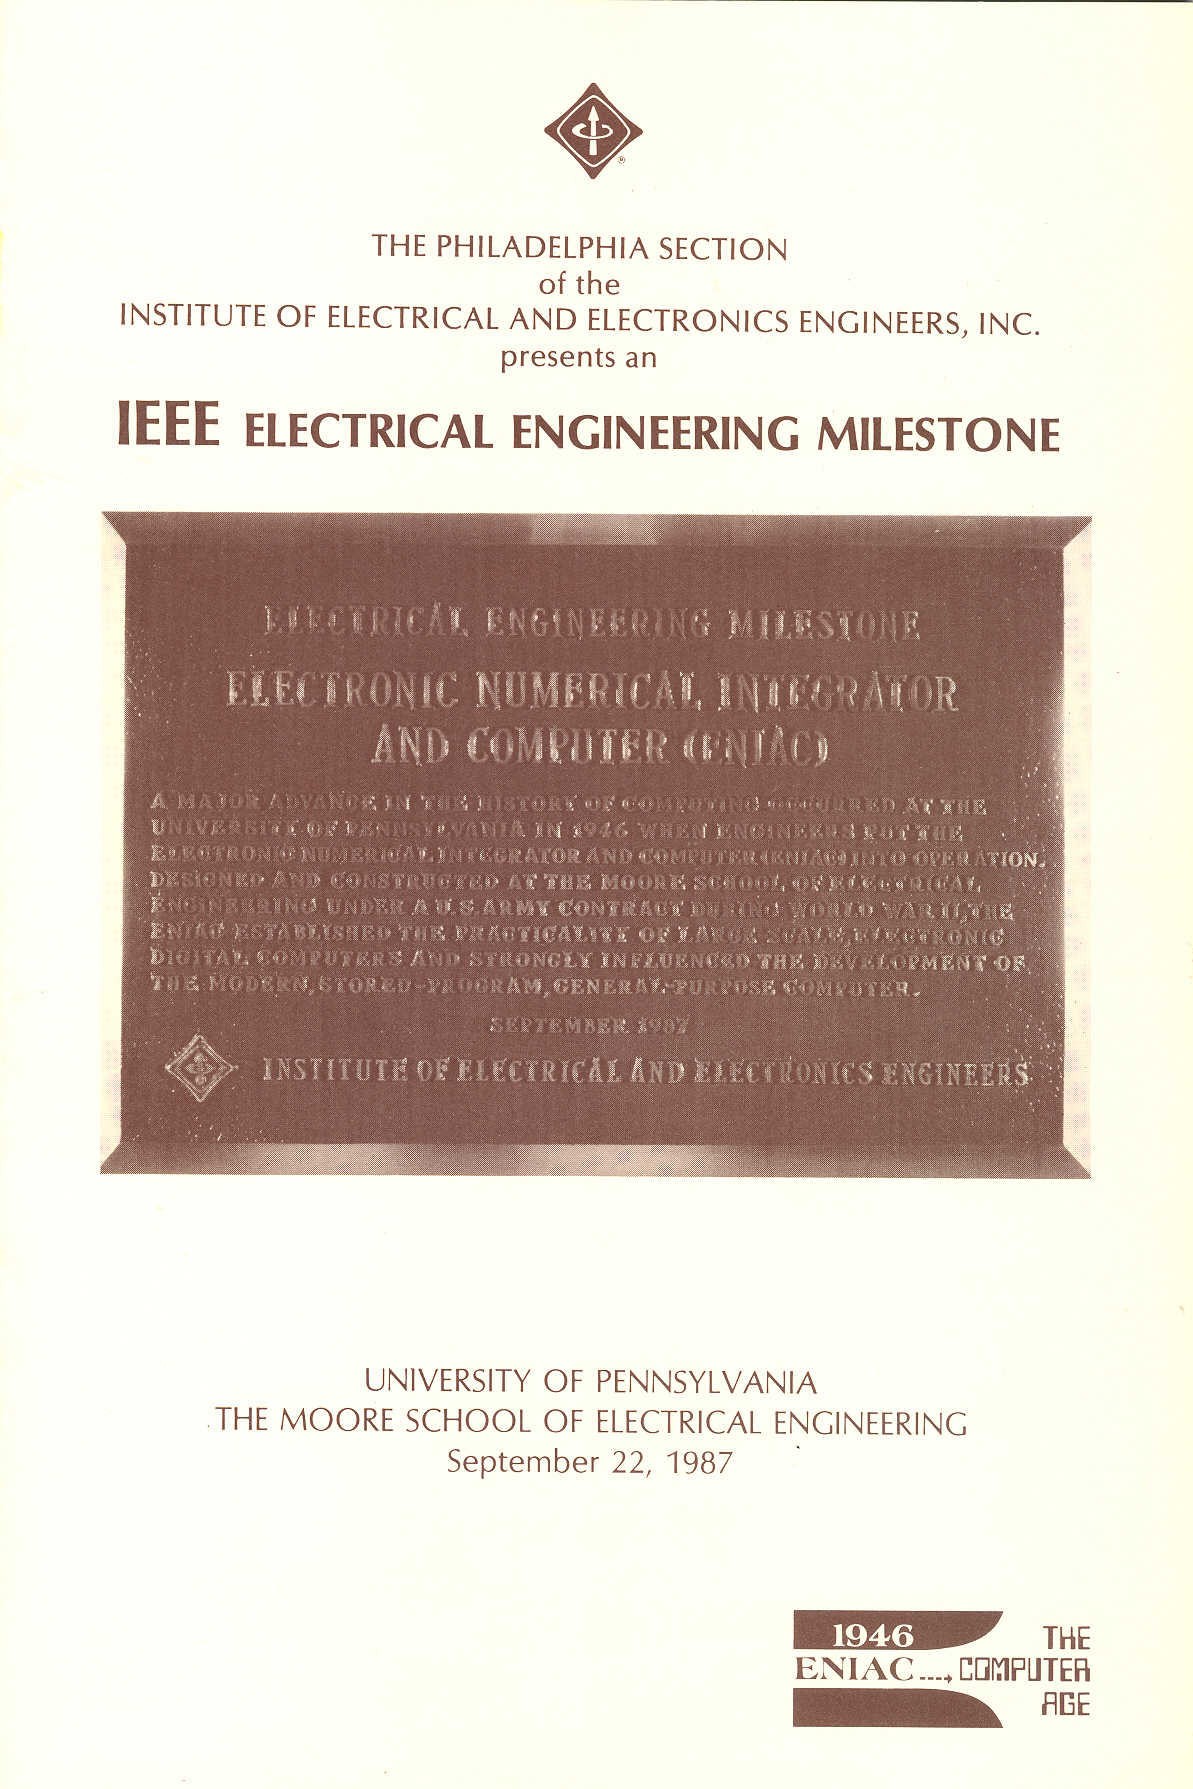 THE PHILADELPHIA SECTION
of the
INSTITUTE OF ELECTRICAL AND ELECTRONICS ENGINEERS, INC.
presents an
IEEE ELECTRICAL ENGINEERING MILESTONE
ELECTRICAL ENGINEERING MILESTONE
ELECTRONIC NUMERICAL INTEGRATOR
AND COMPUTER (ENIAC)
A MAJOR ADVANCE IN THE HISTORY OF COMPUTING OCCURRED AT THE
UNIVERSITY OF PENNSYLVANIA IN 1946 WHEN ENGINEERS PUT THE
ELECTRONIC NUMERICAL INTEGRATOR AND COMPUTER (ENIAC) INTO OPERATION.
DESIGNED AND CONSTRUCTED AT THE MOORE SCHOOL OF ELECTRICAL
ENGINEERING UNDER A U.S. ARMY CONTRACT DURING WORLD WAR II, THE
ENIAC ESTABLISHED THE PRACTICALITY OF LARGE-SCALE, ELECTRONIC
DIGITAL COMPUTERS AND STRONGLY INFLUENCED THE DEVELOPMENT OF
THE MODERN, STORED-PROGRAM, GENERAL-PURPOSE COMPUTER.
SEPTEMBER 1987
INSTITUTE OF ELECTRICAL AND ELECTRONICS ENGINEERS
UNIVERSITY OF PENNSYLVANIA
THE MOORE SCHOOL OF ELECTRICAL ENGINEERING
September 22, 1987
1946 THE
ENIAC ----→ COMPUTER
AGE